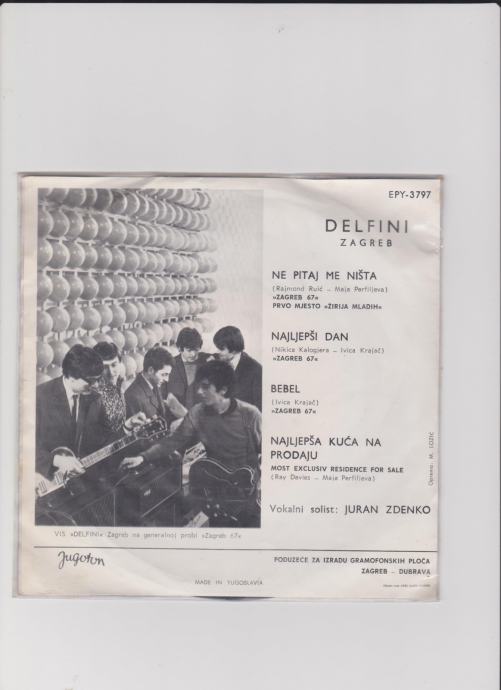 EPY-3797
DELFINI
ZAGREB
NE PITAJ ME NIŠTA
(Rajmond Ruić – Maja Perfiljeva)
»ZAGREB 67«
PRVO MJESTO »ŽIRIJA MLADIH«
NAJLJEPŠI DAN
(Nikica Kalogjera – Ivica Krajač)
»ZAGREB 67«
BEBEL
(Ivica Krajač)
»ZAGREB 67«
NAJLJEPŠA KUĆA NA
PRODAJU
MOST EXCLUSIV RESIDENCE FOR SALE
(Ray Davies – Maja Perfiljeva)
Oprema: M. LOZIĆ
Vokalni solist: JURAN ZDENKO
VIS »DELFINI« Zagreb na generalnoj probi »Zagreb 67«
Jugoton
PODUZEĆE ZA IZRADU GRAMOFONSKIH PLOČA
ZAGREB – DUBRAVA
MADE IN YUGOSLAVIA